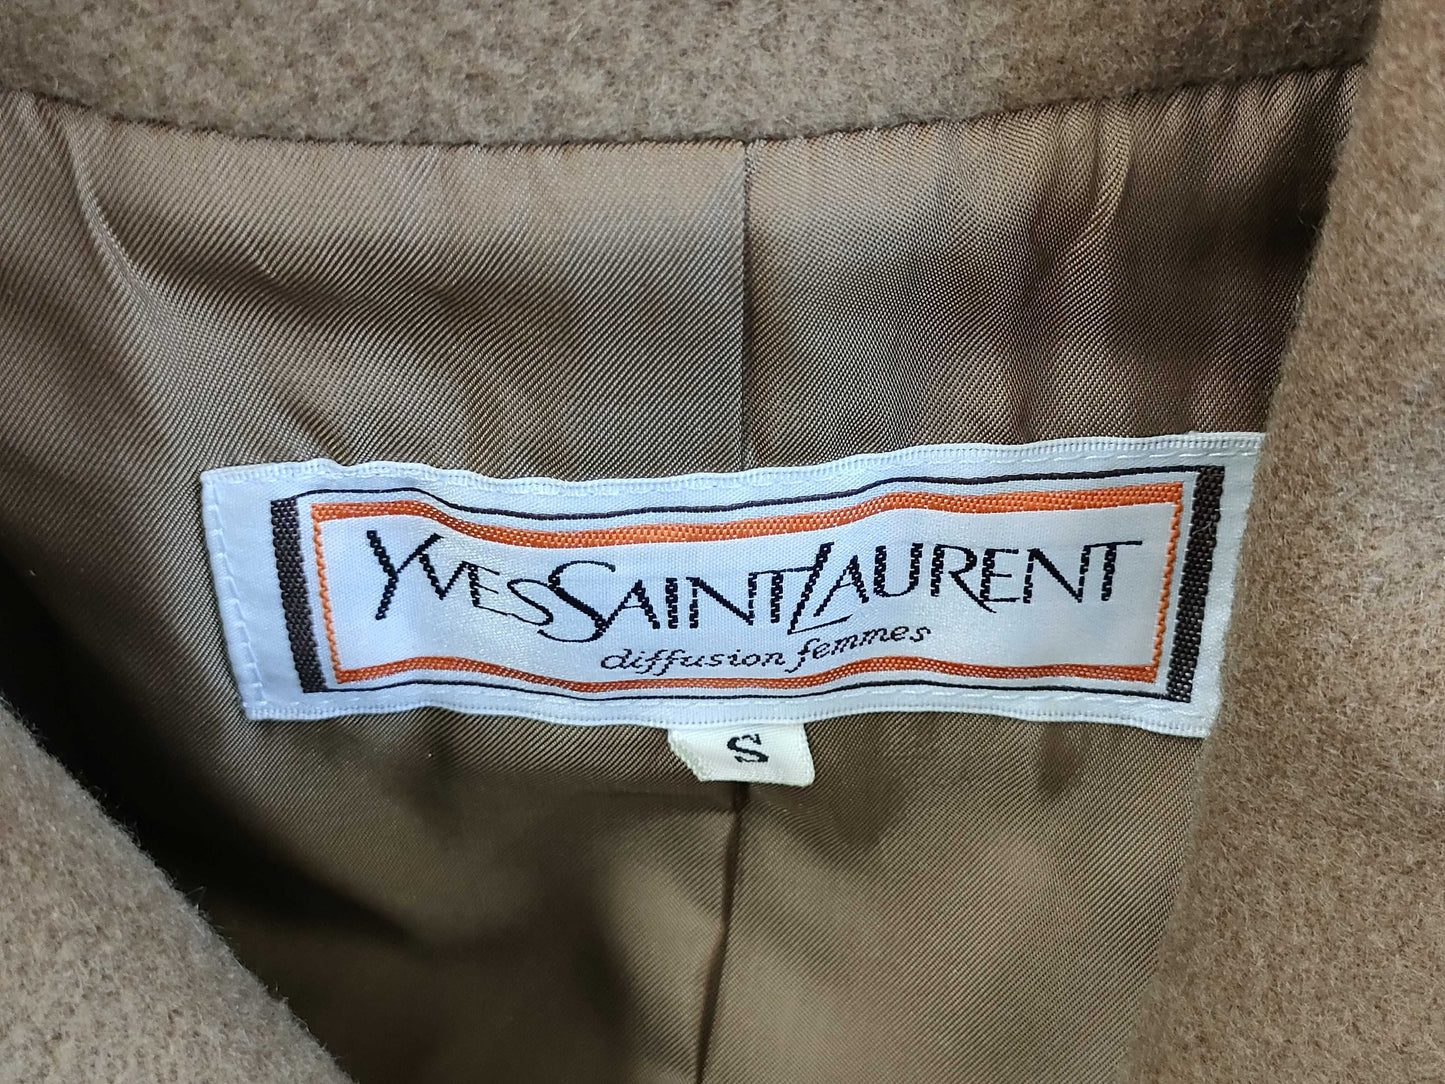 YVES SAINT LAURENT
diffusion femmes
S